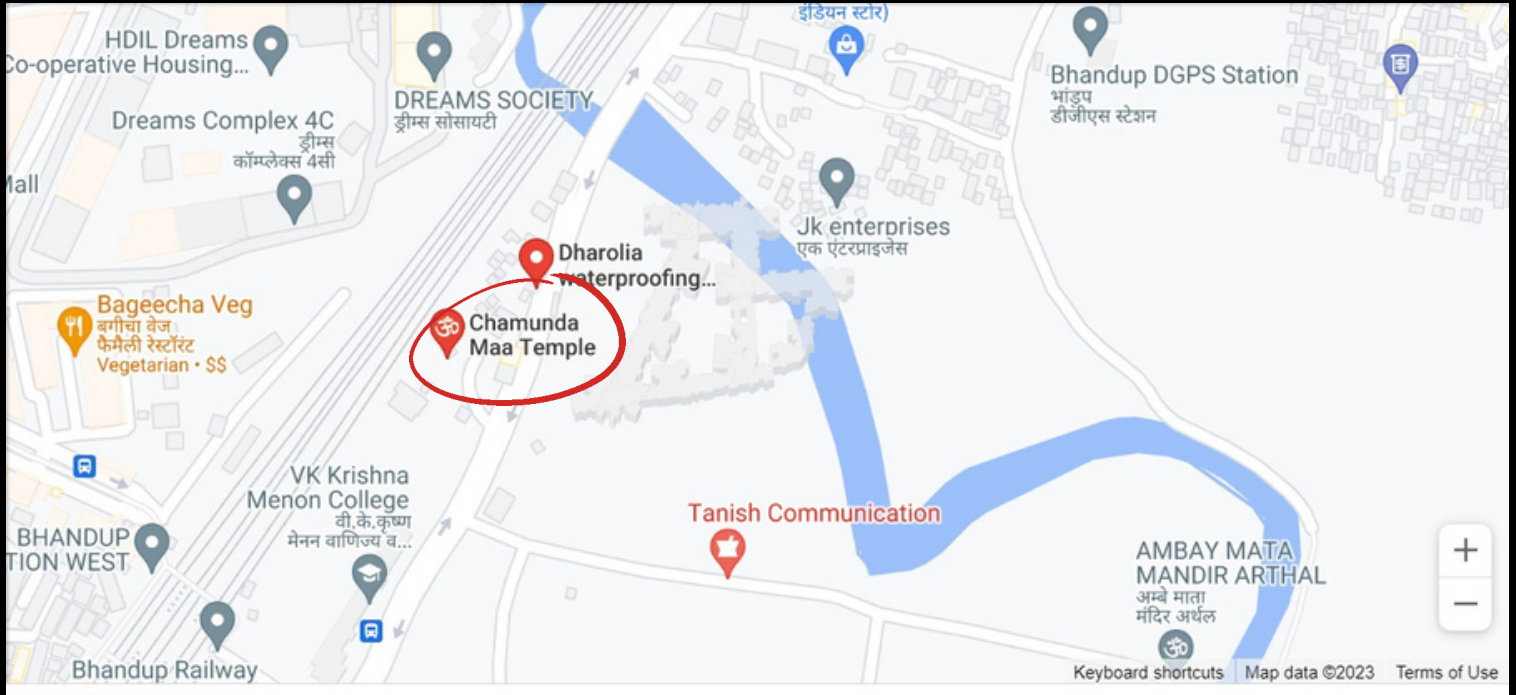 इंडियन स्टोर)
HDIL Dreams
Co-operative Housing...
DREAMS SOCIETY
ड्रीम्स सोसायटी
Bhandup DGPS Station
भांडुप
डीजीएस स्टेशन
Dreams Complex 4C
ड्रीम्स
कॉम्प्लेक्स 4सी
Mall
Jk enterprises
एक एंटरप्राइजेस
Dharolia
waterproofing...
Chamunda
Maa Temple
Bageecha Veg
बगीचा वेज
फैमैली रेस्टॉरंट
Vegetarian • $$
VK Krishna
Menon College
वी.के.कृष्ण
मेनन वाणिज्य व...
Tanish Communication
BHANDUP
TION WEST
AMBAY MATA
MANDIR ARTHAL
अम्बे माता
मंदिर अर्थल
Bhandup Railway
Keyboard shortcuts
Map data ©2023
Terms of Use